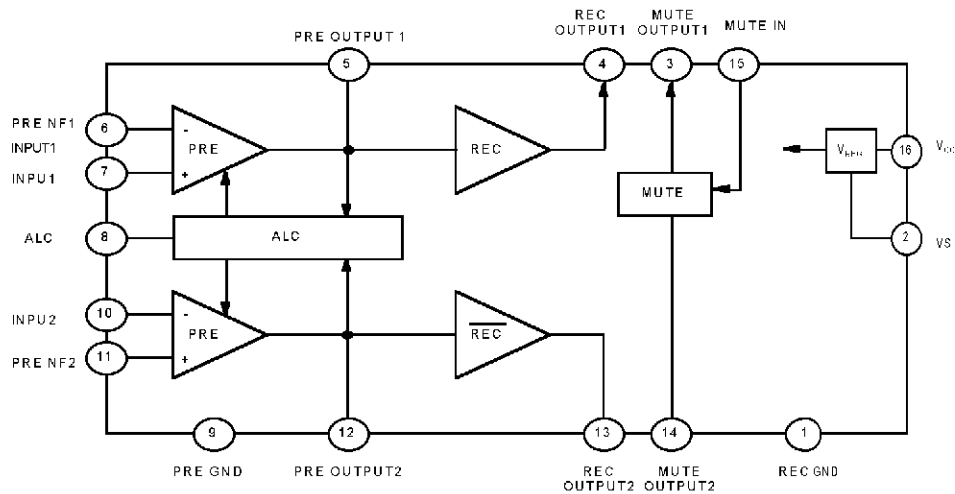 REC
OUTPUT1
MUTE
OUTPUT1
MUTE IN
PRE OUTPUT 1
5
4
3
15
PRE NF1
6
-
PRE
REC
INPUT1
INPU1
7
+
V
16
V
MUTE
ALC
8
ALC
2
VS
INPU2
10
-
PRE
REC
PRE NF2
11
+
9
12
13
14
1
PRE GND
PRE OUTPUT2
REC
OUTPUT2
MUTE
OUTPUT2
REC GND